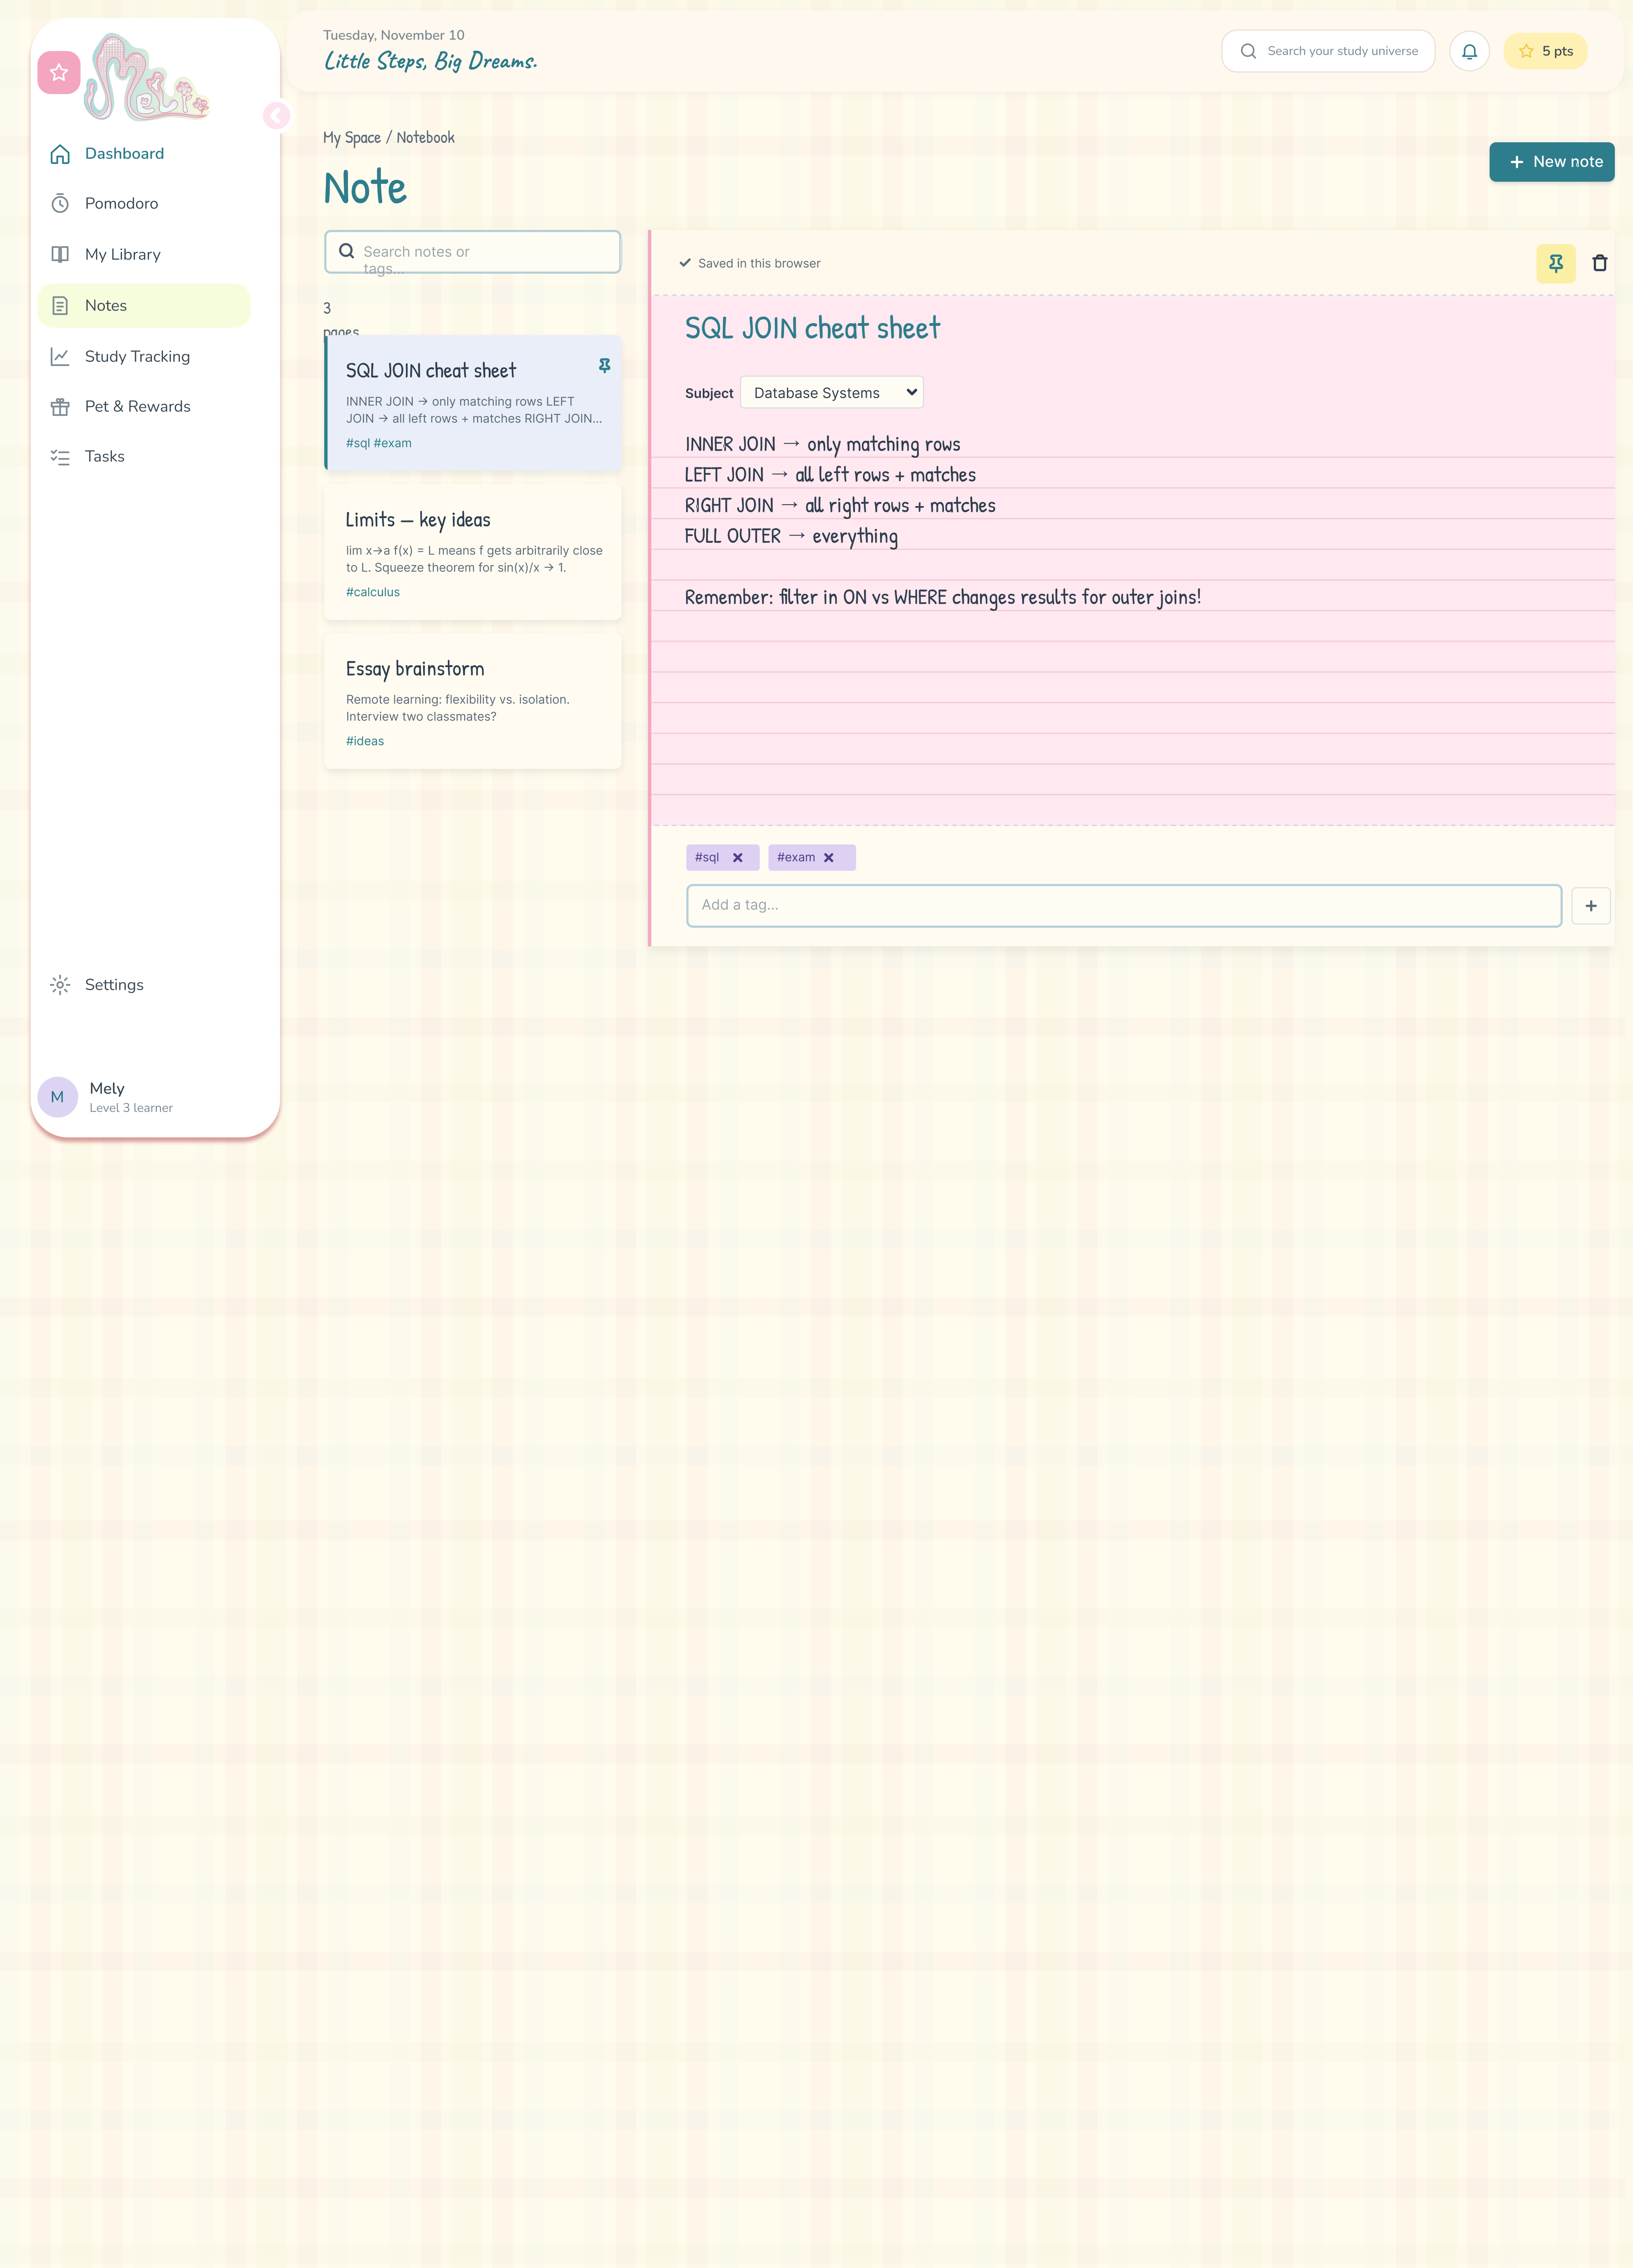 Meli
Dashboard
Pomodoro
My Library
Notes
Study Tracking
Pet & Rewards
Tasks
Settings
M
Mely
Level 3 learner
Tuesday, November 10
Little Steps, Big Dreams.
Search your study universe
5 pts
My Space / Notebook
Note
New note
Search notes or
tags...
3
pages
SQL JOIN cheat sheet
INNER JOIN → only matching rows LEFT
JOIN → all left rows + matches RIGHT JOIN...
#sql #exam
Limits — key ideas
lim x→a f(x) = L means f gets arbitrarily close
to L. Squeeze theorem for sin(x)/x → 1.
#calculus
Essay brainstorm
Remote learning: flexibility vs. isolation.
Interview two classmates?
#ideas
Saved in this browser
SQL JOIN cheat sheet
Subject Database Systems
INNER JOIN → only matching rows
LEFT JOIN → all left rows + matches
RIGHT JOIN → all right rows + matches
FULL OUTER → everything
Remember: filter in ON vs WHERE changes results for outer joins!
#sql #exam
Add a tag...